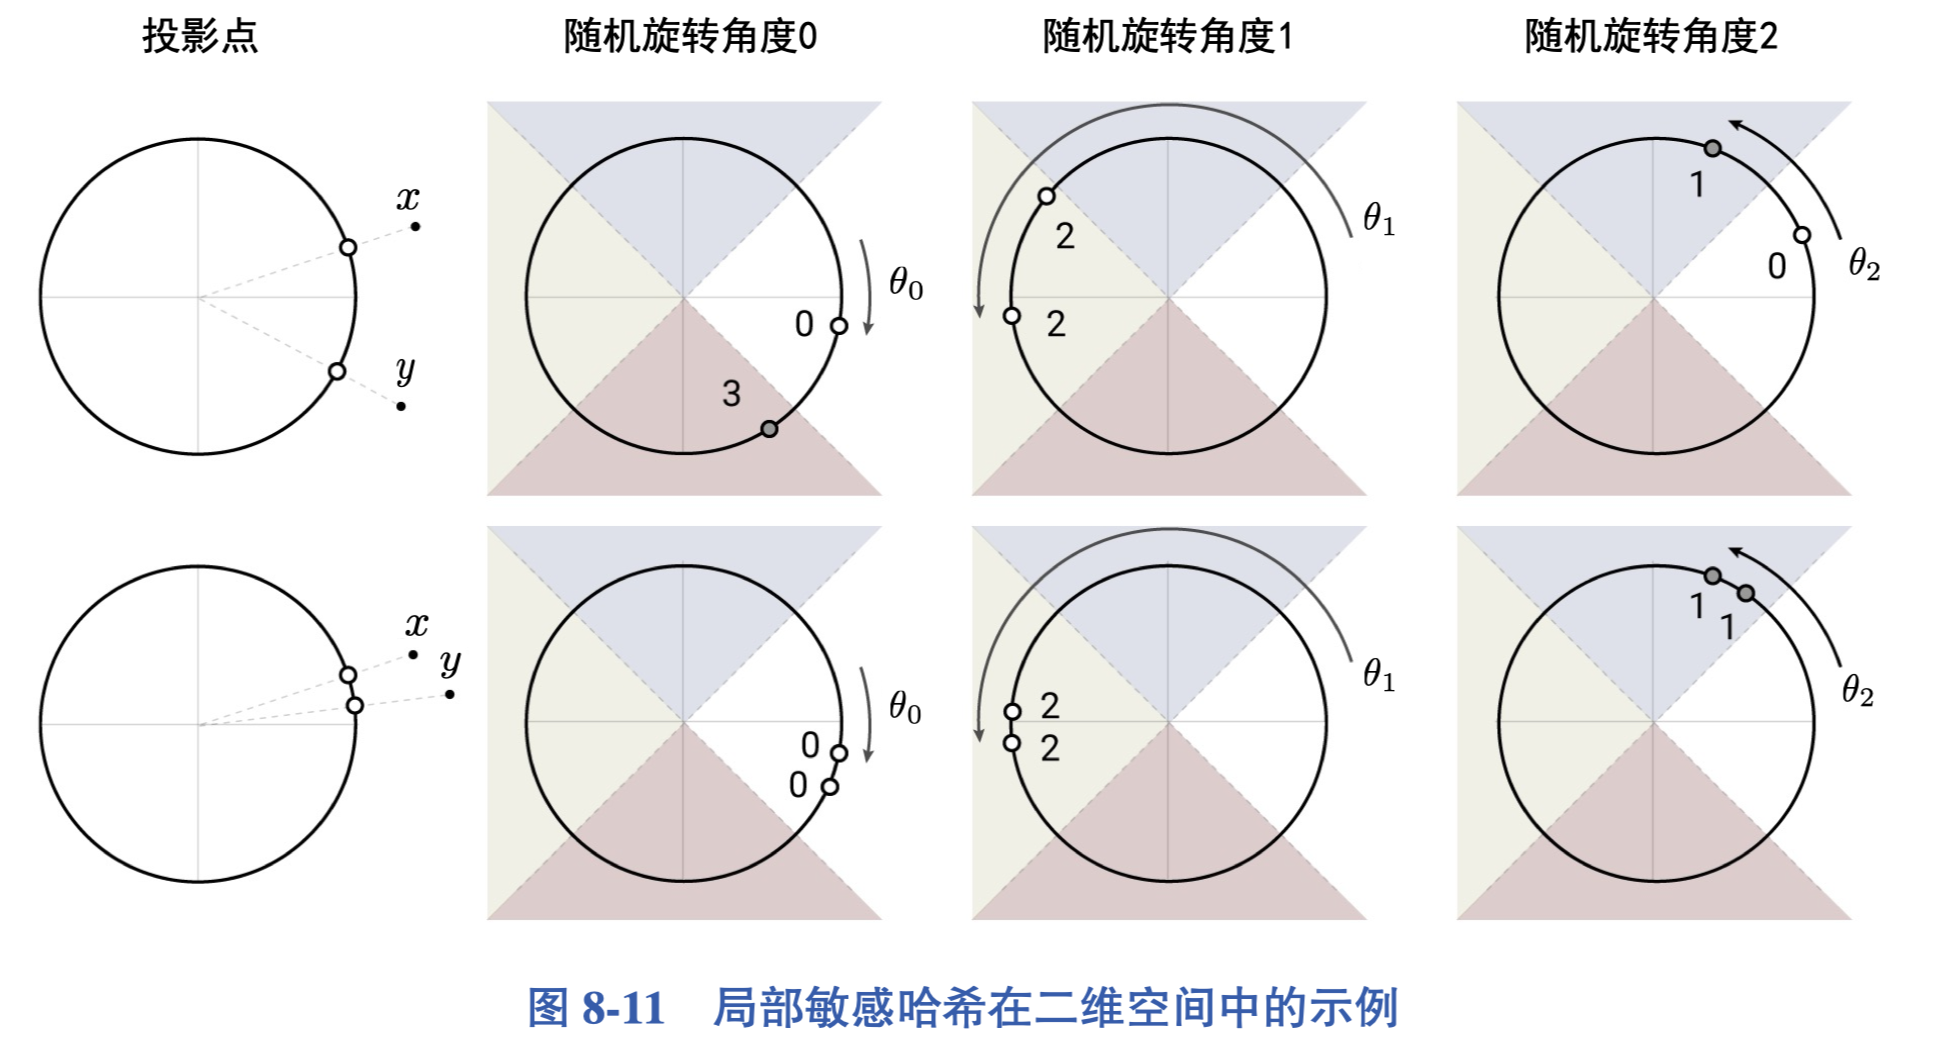 投影点
随机旋转角度0
随机旋转角度1
随机旋转角度2
x
y
0
3
θ₀
2
2
θ₁
1
0
θ₂
x
y
0
0
θ₀
2
2
θ₁
1
1
θ₂
图 8-11 局部敏感哈希在二维空间中的示例